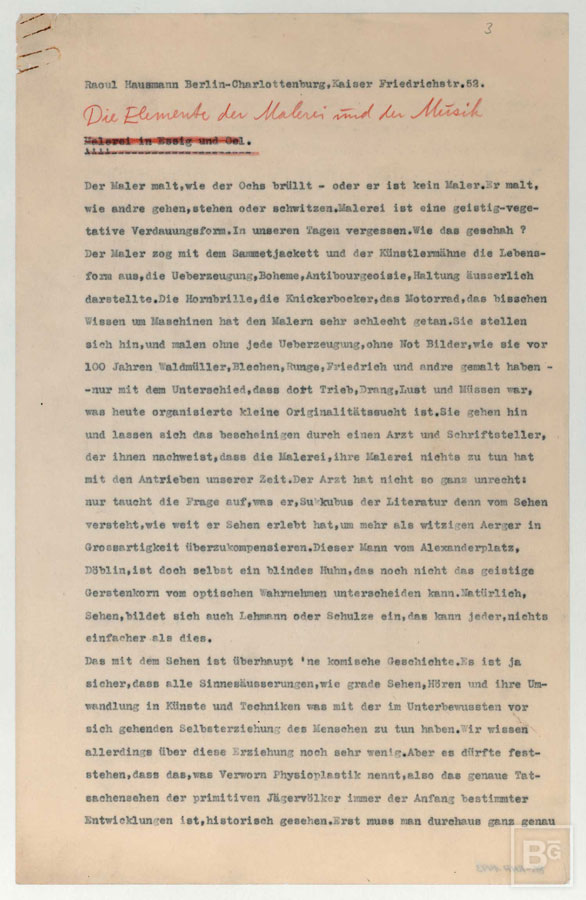 3
Raoul Hausmann Berlin-Charlottenburg,Kaiser Friedrichstr.52.
Die Elemente der Malerei und der Musik
Malerei in Essig und Oel.
Der Maler malt,wie der Ochs brüllt - oder er ist kein Maler.Er malt,
wie andre gehen,stehen oder schwitzen.Malerei ist eine geistig-vege-
tative Verdauungsform.In unseren Tagen vergessen.Wie das geschah ?
Der Maler zog mit dem Sammetjackett und der Künstlermähne die Lebens-
form aus,die Ueberzeugung,Boheme,Antibourgeoisie,Haltung äusserlich
darstellte.Die Hornbrille,die Knickerbocker,das Motorrad,das bisschen
Wissen um Maschinen hat den Malern sehr schlecht getan.Sie stellen
sich hin,und malen ohne jede Ueberzeugung,ohne Not Bilder,wie sie vor
100 Jahren Waldmüller,Blechen,Runge,Friedrich und andre gemalt haben -
-nur mit dem Unterschied,dass dort Trieb,Drang,Lust und Müssen war,
was heute organisierte kleine Originalitätssucht ist.Sie gehen hin
und lassen sich das bescheinigen durch einen Arzt und Schriftsteller,
der ihnen nachweist,dass die Malerei,ihre Malerei nichts zu tun hat
mit den Antrieben unserer Zeit.Der Arzt hat nicht so ganz unrecht:
nur taucht die Frage auf,was er,Sukkubus der Literatur denn vom Sehen
versteht,wie weit er Sehen erlebt hat,um mehr als witzigen Aerger in
Grossartigkeit überzukompensieren.Dieser Mann vom Alexanderplatz,
Döblin,ist doch selbst ein blindes Huhn,das noch nicht das geistige
Gerstenkorn vom optischen Wahrnehmen unterscheiden kann.Natürlich,
Sehen,bildet sich auch Lehmann oder Schulze ein,das kann jeder,nichts
einfacher als dies.
Das mit dem Sehen ist überhaupt 'ne komische Geschichte.Es ist ja
sicher,dass alle Sinnesäusserungen,wie grade Sehen,Hören und ihre Um-
wandlung in Künste und Techniken was mit der im Unterbewussten vor
sich gehenden Selbsterziehung des Menschen zu tun haben.Wir wissen
allerdings über diese Erziehung noch sehr wenig.Aber es dürfte fest-
stehen,dass das,was Verworn Physioplastik nennt,also das genaue Tat-
sachensehen der primitiven Jägervölker immer der Anfang bestimmter
Entwicklungen ist,historisch gesehen.Erst muss man durchaus ganz genau
BG